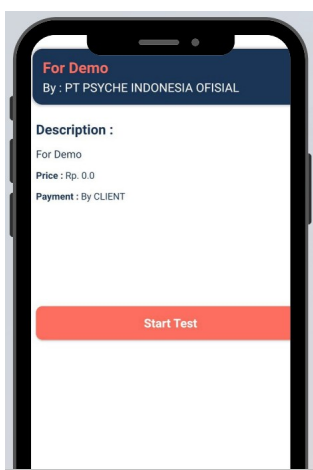 For Demo
By : PT PSYCHE INDONESIA OFISIAL
Description :
For Demo
Price : Rp. 0.0
Payment : By CLIENT
Start Test